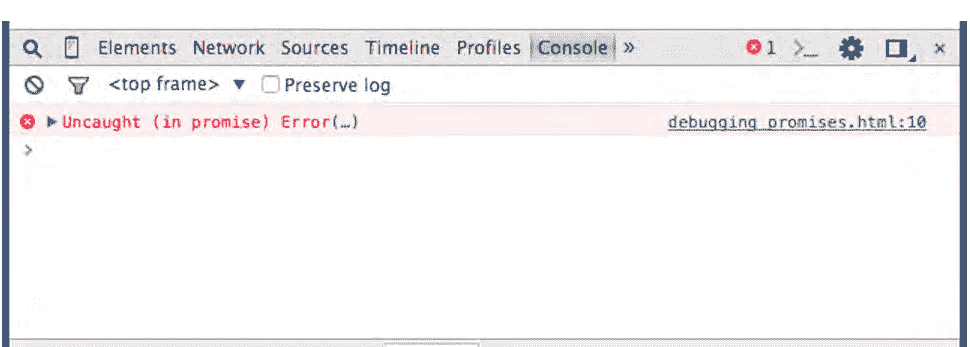 Elements Network Sources Timeline Profiles Console » 1
<top frame> ▼ Preserve log
Uncaught (in promise) Error(…) debugging_promises.html:10
>